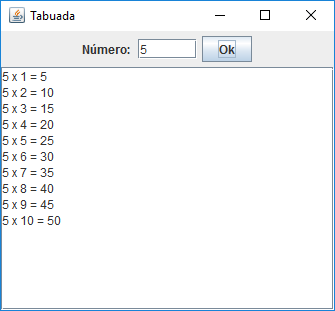 Tabuada
Número: 5 Ok
5 x 1 = 5
5 x 2 = 10
5 x 3 = 15
5 x 4 = 20
5 x 5 = 25
5 x 6 = 30
5 x 7 = 35
5 x 8 = 40
5 x 9 = 45
5 x 10 = 50